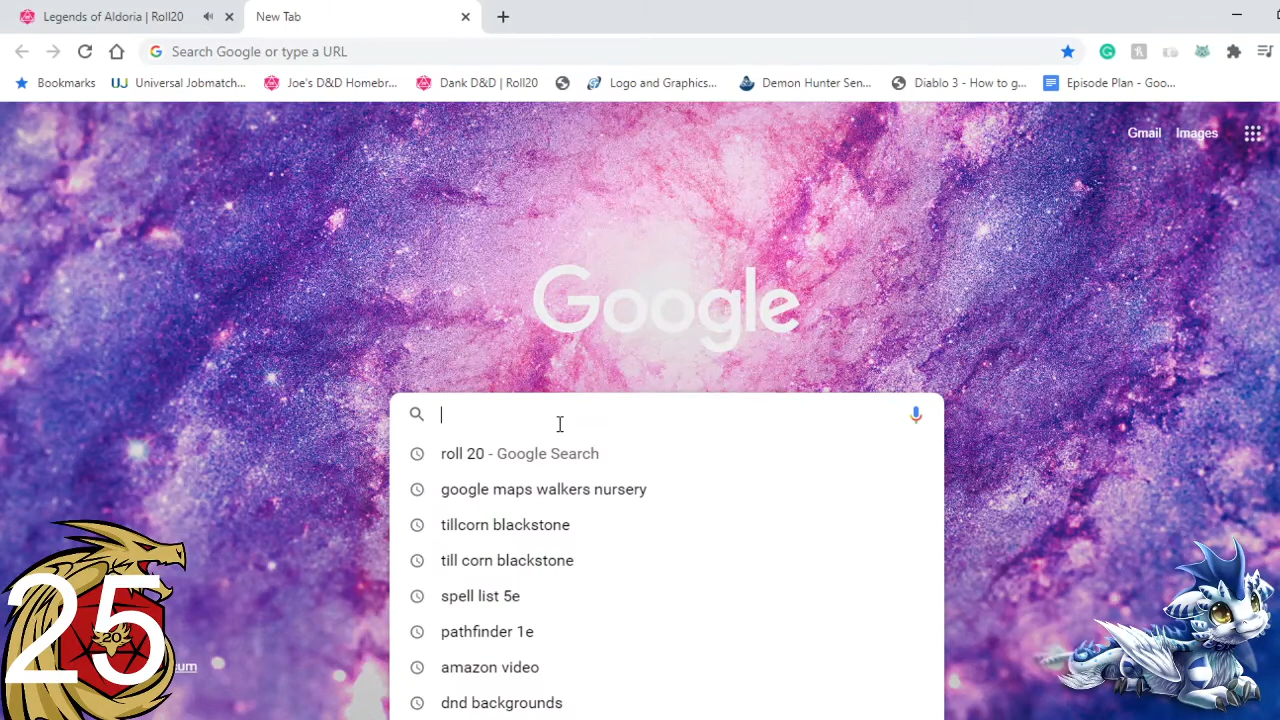 Legends of Aldoria | Roll20
New Tab
Search Google or type a URL
Bookmarks
Universal Jobmatch...
Joe's D&D Homebr...
Dank D&D | Roll20
Logo and Graphics...
Demon Hunter Sen...
Diablo 3 - How to g...
Episode Plan - Goo...
Gmail
Images
Google
roll 20 - Google Search
google maps walkers nursery
tillcorn blackstone
till corn blackstone
spell list 5e
pathfinder 1e
amazon video
dnd backgrounds
25
20